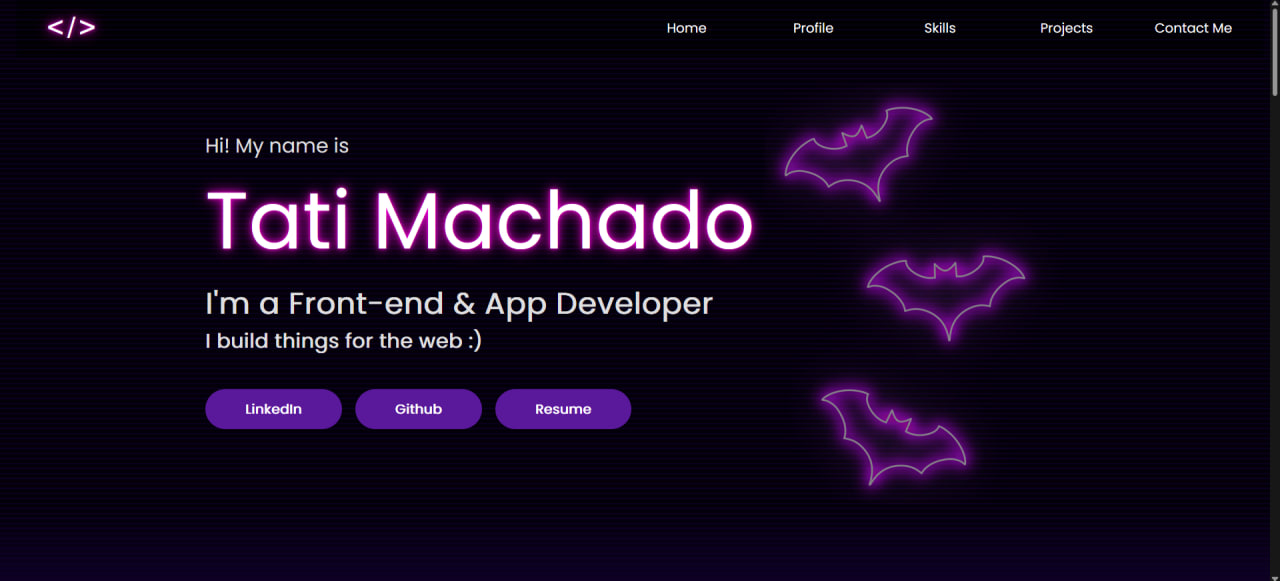 </>
Home Profile Skills Projects Contact Me
Hi! My name is
Tati Machado
I'm a Front-end & App Developer
I build things for the web :)
LinkedIn Github Resume